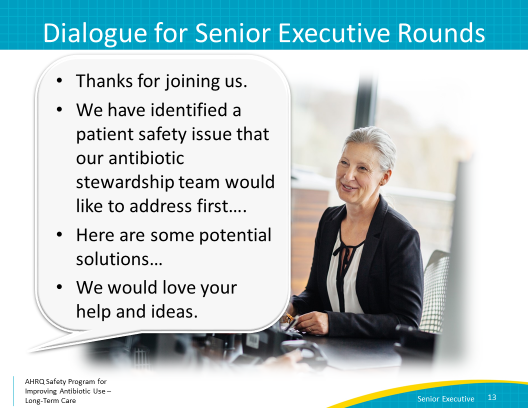 Dialogue for Senior Executive Rounds
• Thanks for joining us.
• We have identified a
patient safety issue that
our antibiotic
stewardship team would
like to address first….
• Here are some potential
solutions…
• We would love your
help and ideas.
AHRQ Safety Program for
Improving Antibiotic Use –
Long-Term Care
Senior Executive 13